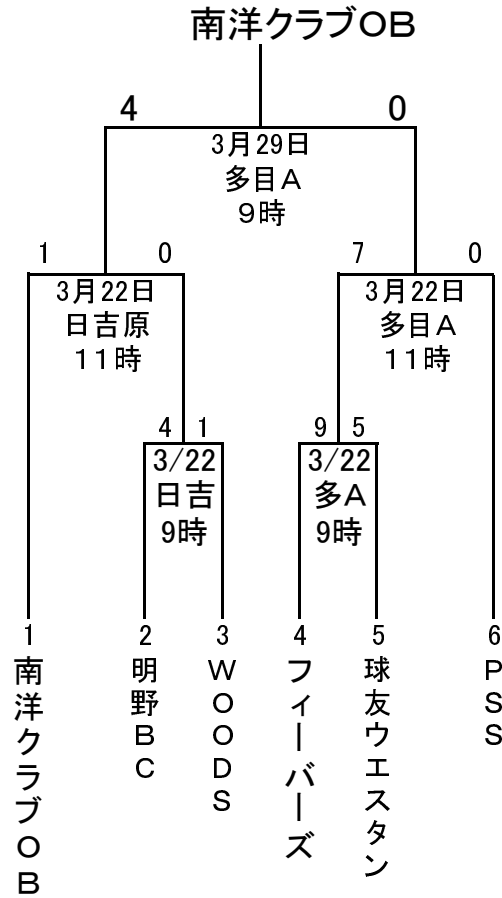 南洋クラブOB
4 0
3月29日
多目A
9時
1 0 7 0
3月22日
日吉原
11時
3月22日
多目A
11時
4 1
3/22
日吉
9時
9 5
3/22
多A
9時
1 2 3 4 5 6
南洋クラブOB
明野BC
WOODS
フィーバーズ
球友ウエスタン
PSS